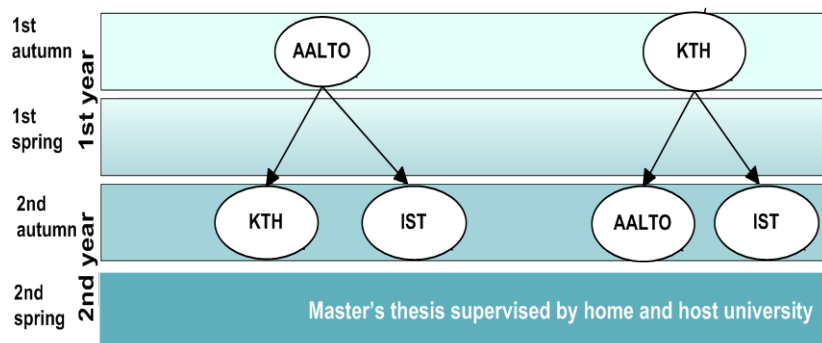 1st
autumn
AALTO
KTH
1st year
1st
spring
2nd
autumn
KTH
IST
AALTO
IST
2nd year
2nd
spring
Master's thesis supervised by home and host university